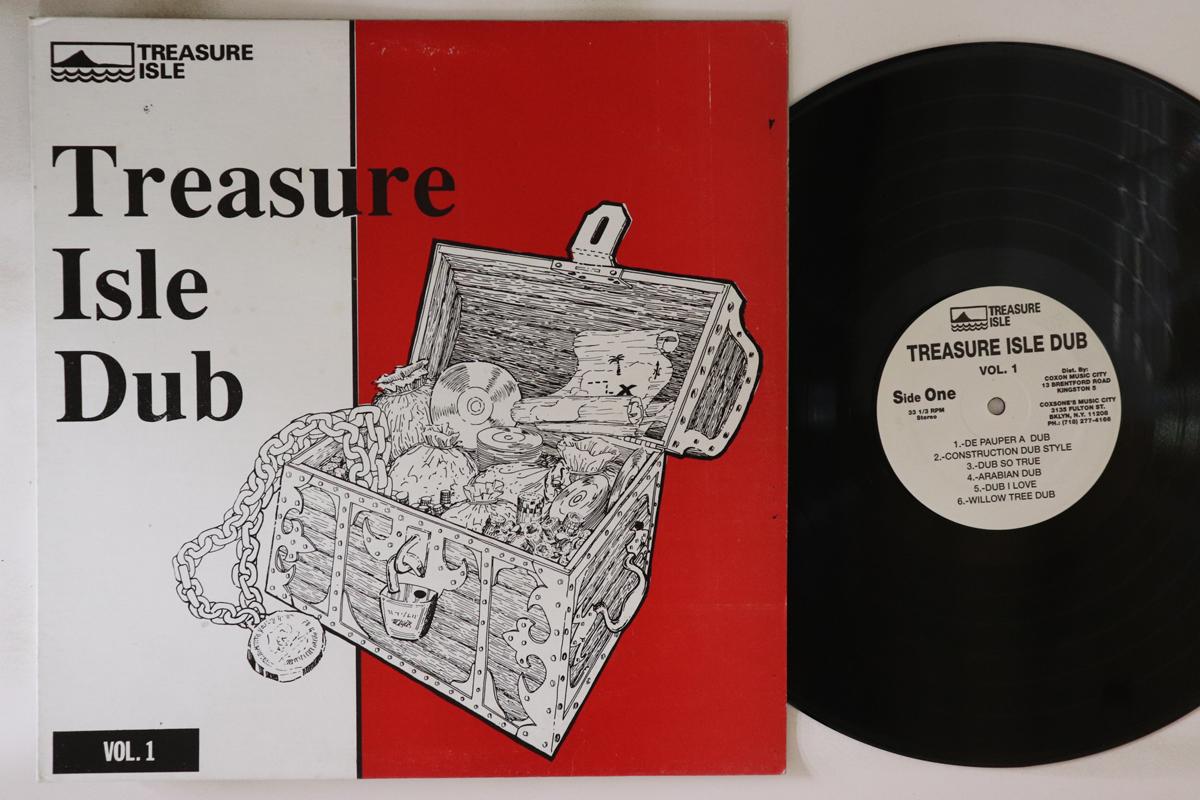 TREASURE
ISLE
Treasure
Isle
Dub
X
VOL. 1
TREASURE
ISLE
TREASURE ISLE DUB
VOL. 1
Side One
33 1/3 RPM
Stereo
Dist. By:
COXON MUSIC CITY
13 BRENTFORD ROAD
KINGSTON 5
COXSONE'S MUSIC CITY
3135 FULTON ST.
BKLYN, N.Y. 11208
PH.: (718) 277-4166
1.-DE PAUPER A DUB
2.-CONSTRUCTION DUB STYLE
3.-DUB SO TRUE
4.-ARABIAN DUB
5.-DUB I LOVE
6.-WILLOW TREE DUB